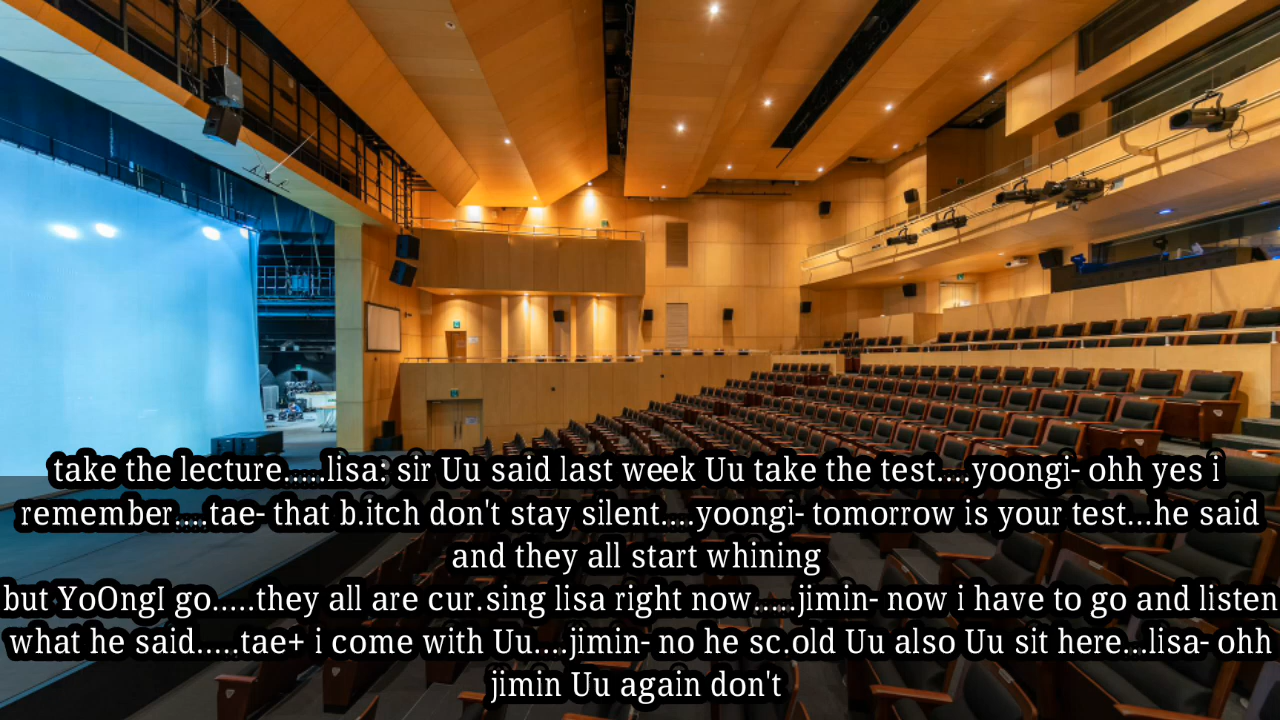 take the lecture.....lisa: sir Uu said last week Uu take the test....yoongi- ohh yes i
remember....tae- that b.itch don't stay silent....yoongi- tomorrow is your test...he said
and they all start whining
but YoOngI go.....they all are cur.sing lisa right now.....jimin- now i have to go and listen
what he said.....tae+ i come with Uu....jimin- no he sc.old Uu also Uu sit here...lisa- ohh
jimin Uu again don't